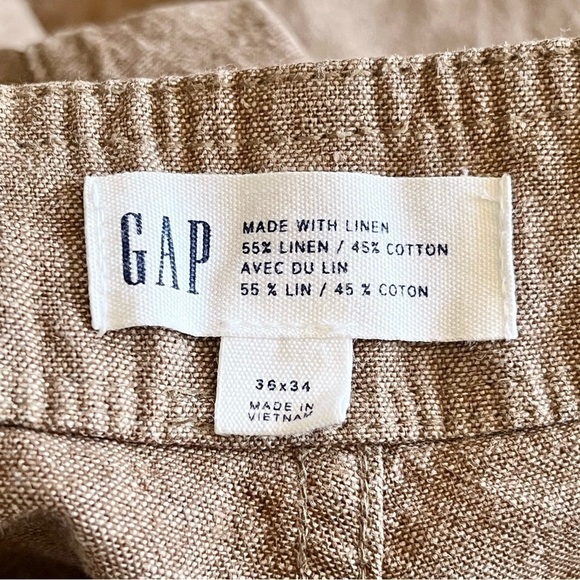 GAP
MADE WITH LINEN
55% LINEN / 45% COTTON
AVEC DU LIN
55 % LIN / 45 % COTON
36x34
MADE IN
VIETNAM